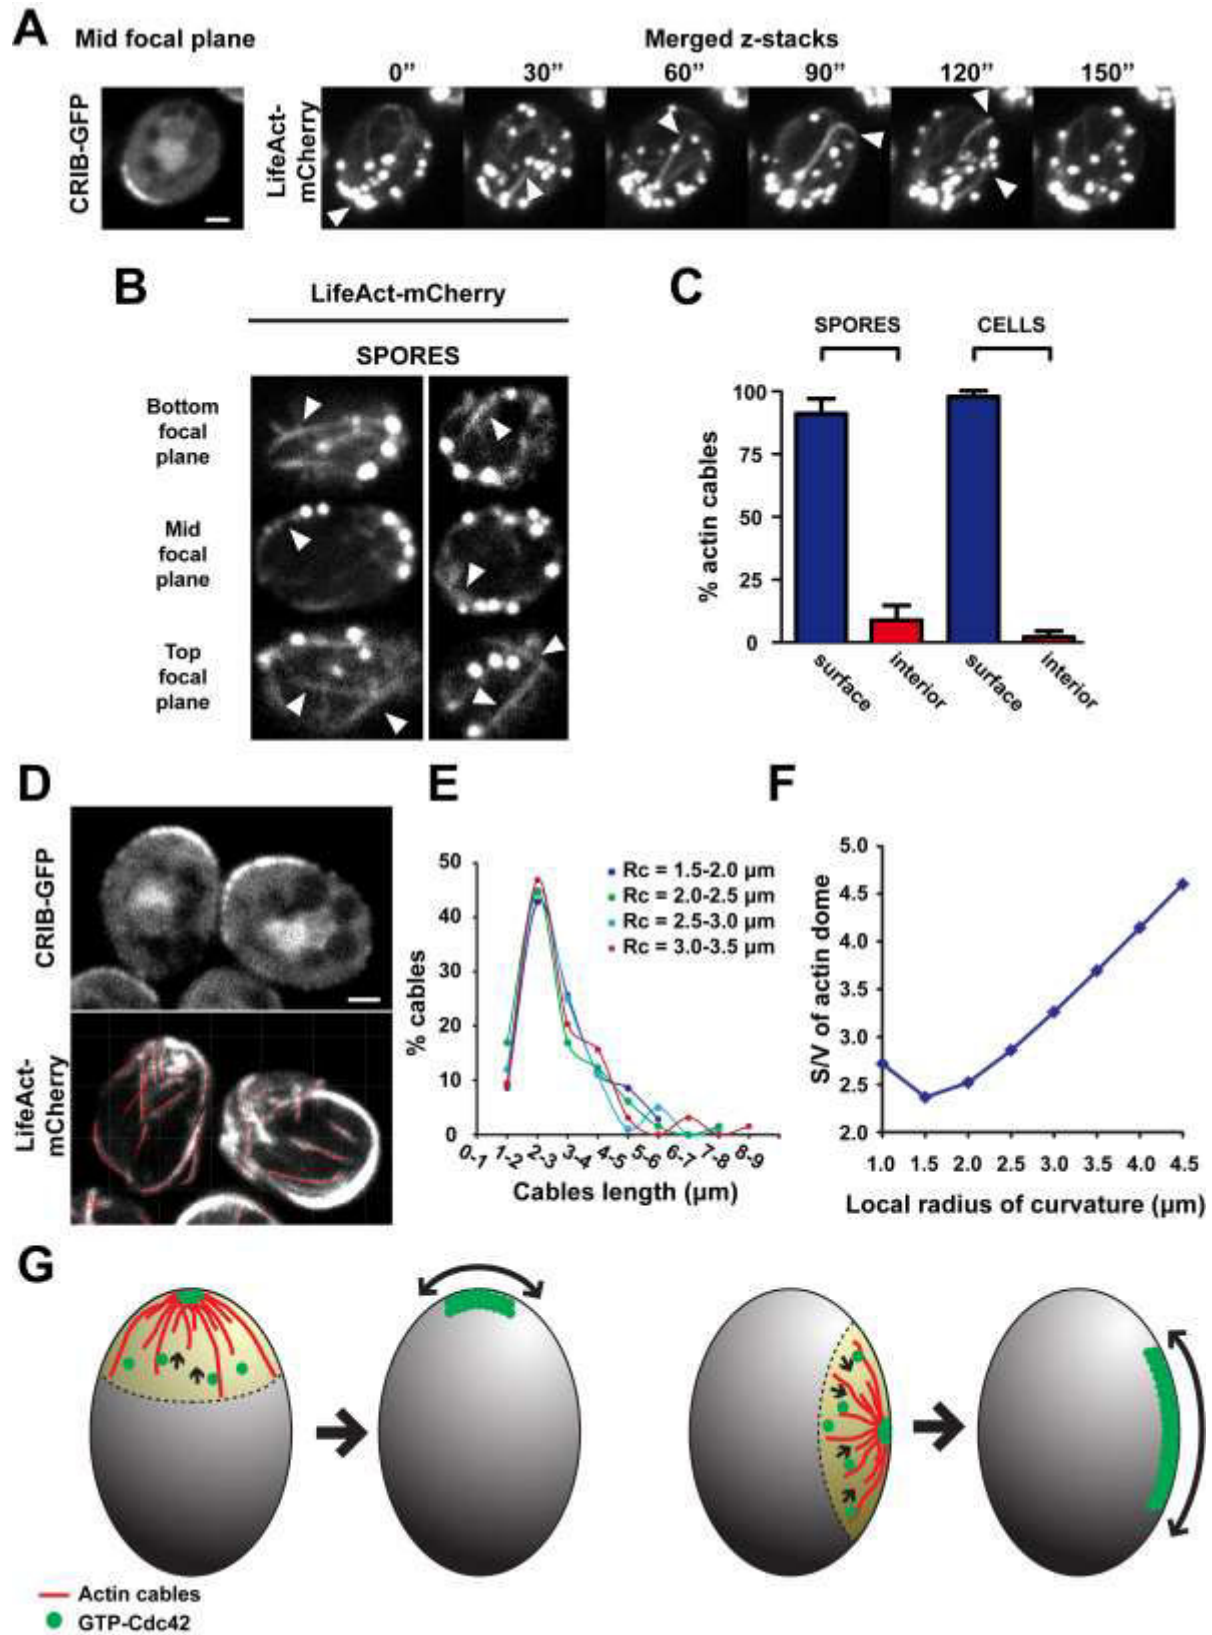 A
Mid focal plane
Merged z-stacks
0”
30”
60”
90”
120”
150”
CRIB-GFP
LifeAct-
mCherry
B
LifeAct-mCherry
SPORES
Bottom
focal
plane
Mid
focal
plane
Top
focal
plane
C
SPORES
CELLS
% actin cables
100
75
50
25
0
surface
interior
surface
interior
D
CRIB-GFP
LifeAct-
mCherry
E
% cables
50
40
30
20
10
0
Rc = 1.5-2.0 µm
Rc = 2.0-2.5 µm
Rc = 2.5-3.0 µm
Rc = 3.0-3.5 µm
0-1
1-2
2-3
3-4
4-5
5-6
6-7
7-8
8-9
Cables length (µm)
F
S/V of actin dome
5.0
4.5
4.0
3.5
3.0
2.5
2.0
1.0
1.5
2.0
2.5
3.0
3.5
4.0
4.5
Local radius of curvature (µm)
G
Actin cables
GTP-Cdc42